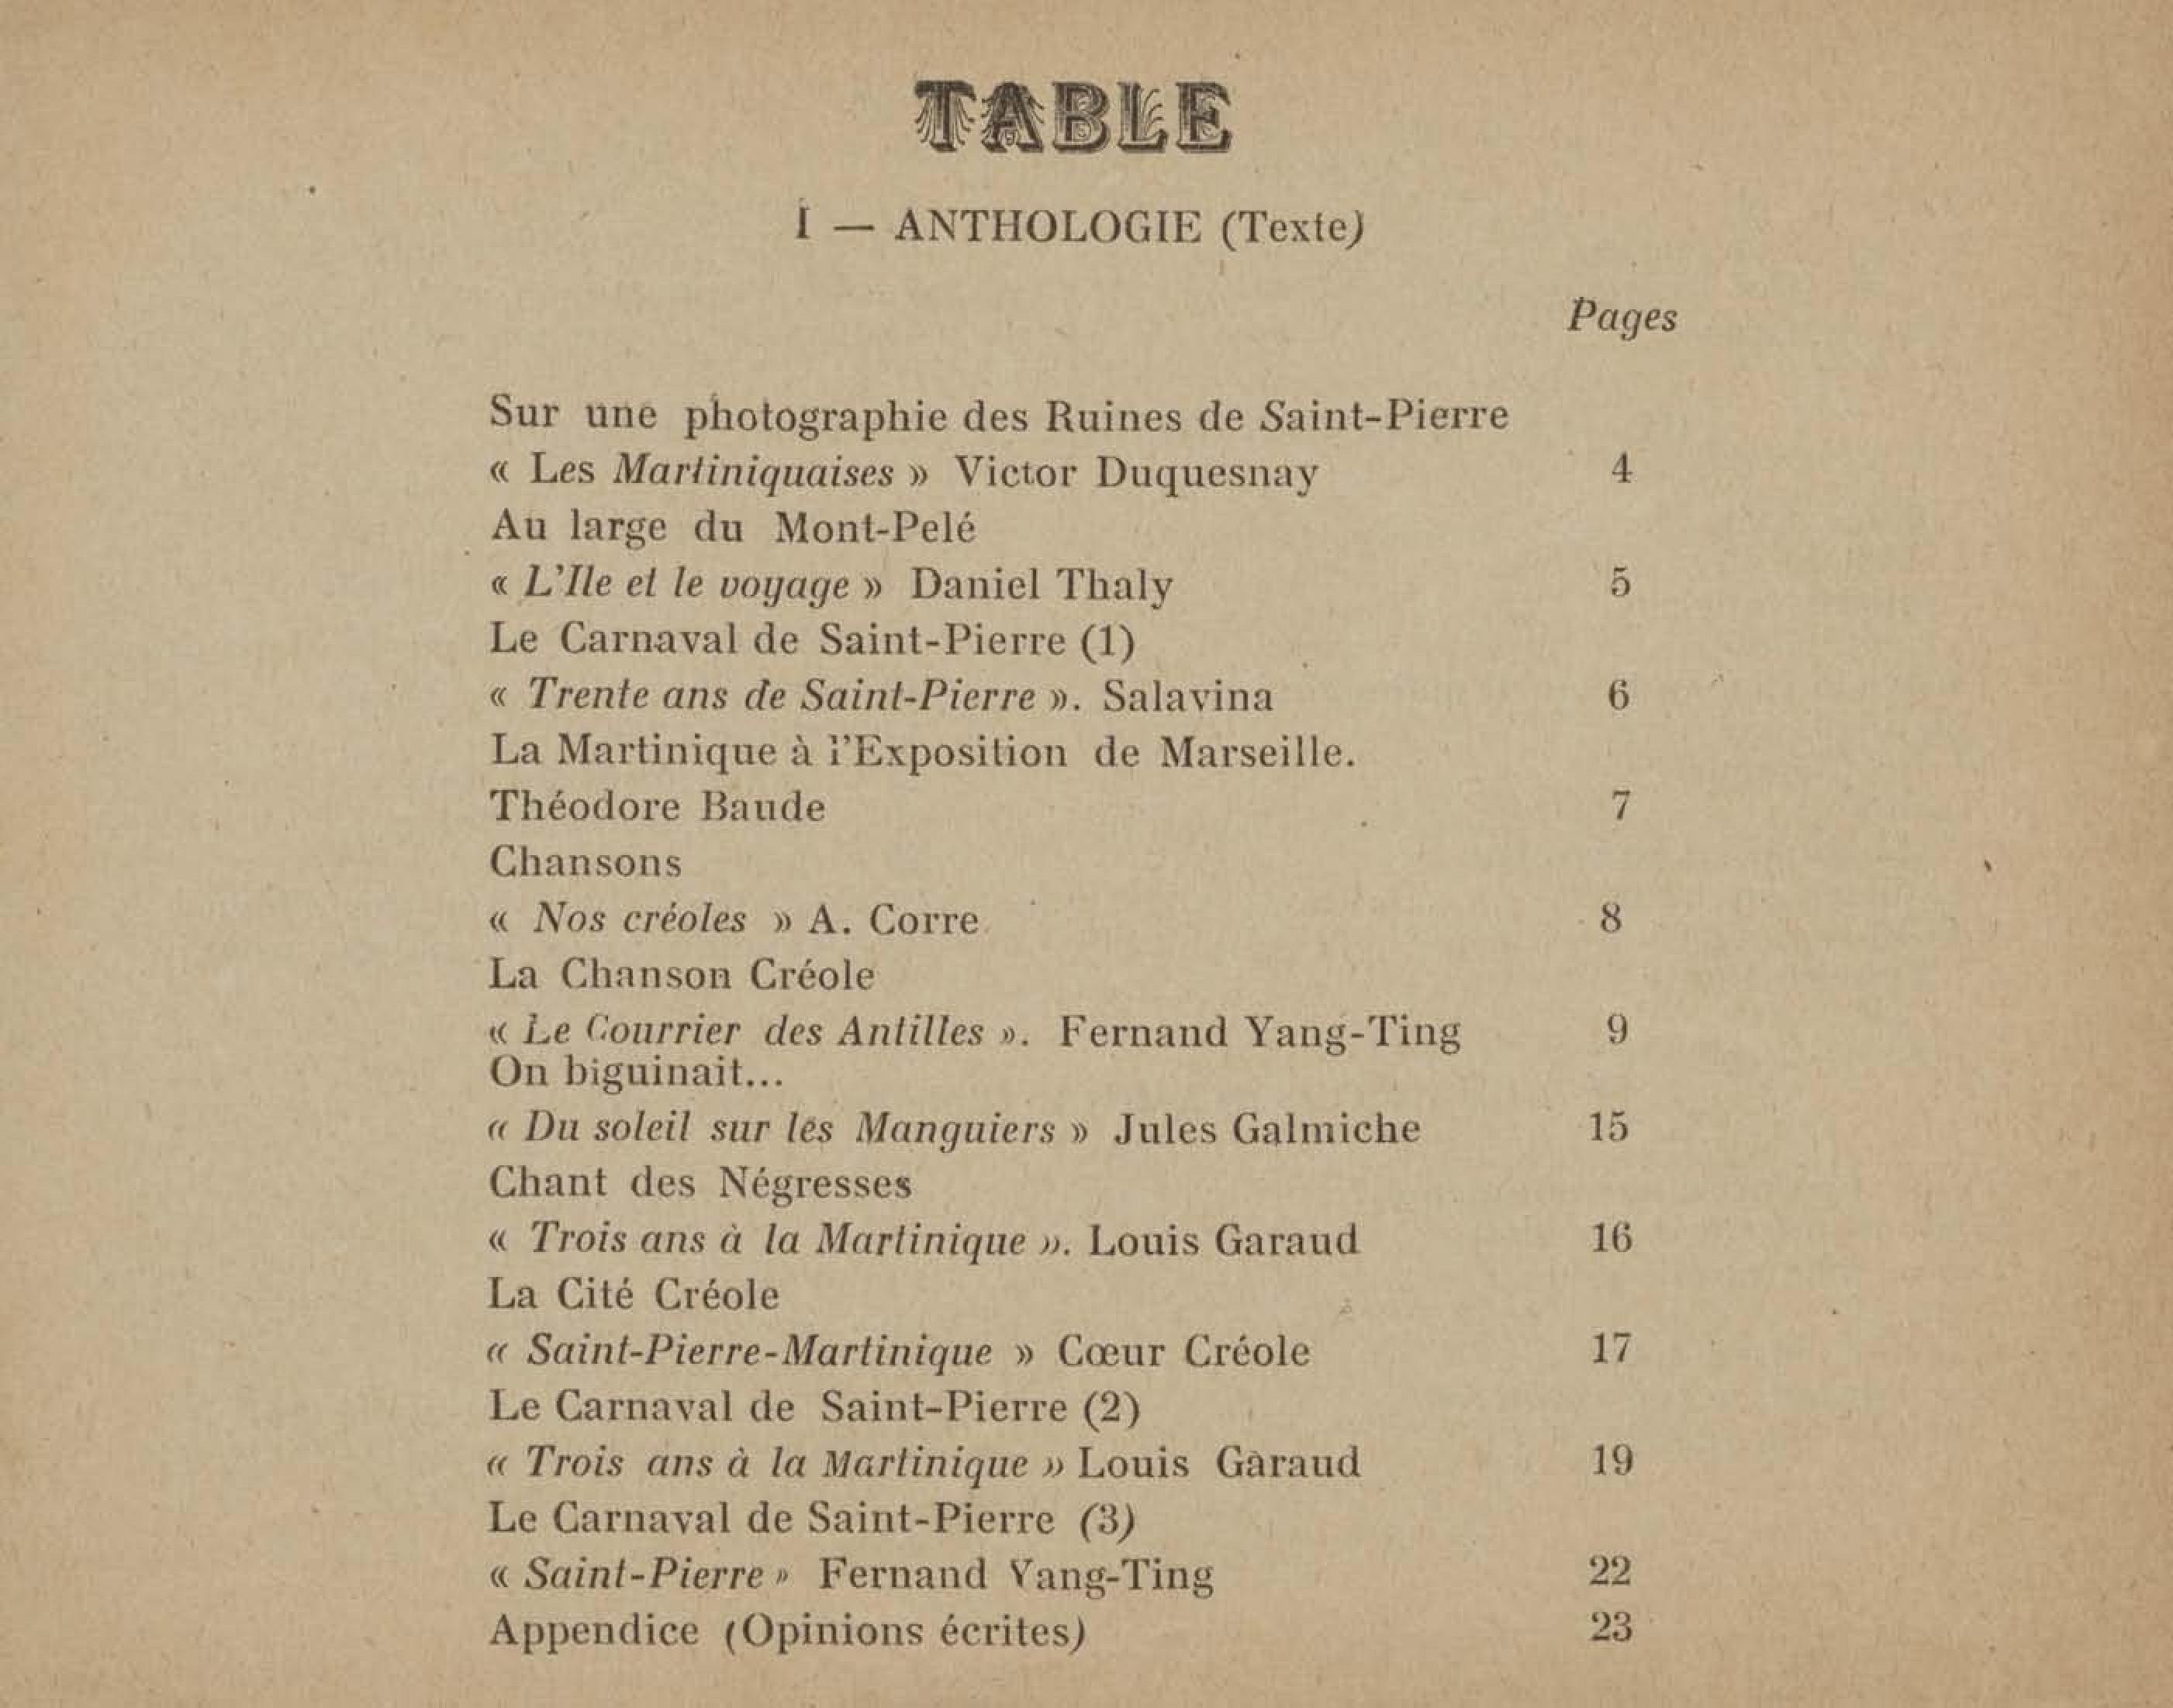 TABLE
I — ANTHOLOGIE (Texte)
Pages
Sur une photographie des Ruines de Saint-Pierre
« Les Martiniquaises » Victor Duquesnay 4
Au large du Mont-Pelé
« L'Ile et le voyage » Daniel Thaly 5
Le Carnaval de Saint-Pierre (1)
« Trente ans de Saint-Pierre ». Salavina 6
La Martinique à l'Exposition de Marseille.
Théodore Baude 7
Chansons
« Nos créoles » A. Corre 8
La Chanson Créole
« Le Courrier des Antilles ». Fernand Yang-Ting 9
On biguinait...
« Du soleil sur les Manguiers » Jules Galmiche 15
Chant des Négresses
« Trois ans à la Martinique ». Louis Garaud 16
La Cité Créole
« Saint-Pierre-Martinique » Cœur Créole 17
Le Carnaval de Saint-Pierre (2)
« Trois ans à la Martinique » Louis Garaud 19
Le Carnaval de Saint-Pierre (3)
« Saint-Pierre » Fernand Yang-Ting 22
Appendice (Opinions écrites) 23